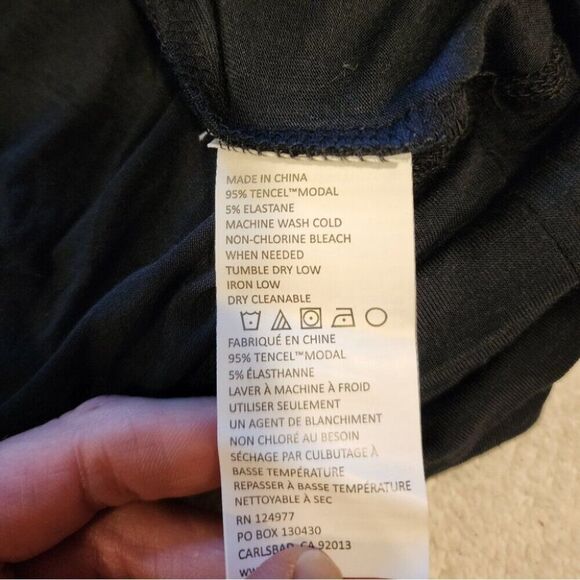 MADE IN CHINA
95% TENCEL™MODAL
5% ELASTANE
MACHINE WASH COLD
NON-CHLORINE BLEACH
WHEN NEEDED
TUMBLE DRY LOW
IRON LOW
DRY CLEANABLE
FABRIQUÉ EN CHINE
95% TENCEL™MODAL
5% ÉLASTHANNE
LAVER À MACHINE À FROID
UTILISER SEULEMENT
UN AGENT DE BLANCHIMENT
NON CHLORÉ AU BESOIN
SÉCHAGE PAR CULBUTAGE À
BASSE TEMPÉRATURE
REPASSER À BASSE TEMPÉRATURE
NETTOYABLE À SEC
RN 124977
PO BOX 130430
CARLSBAD, CA 92013